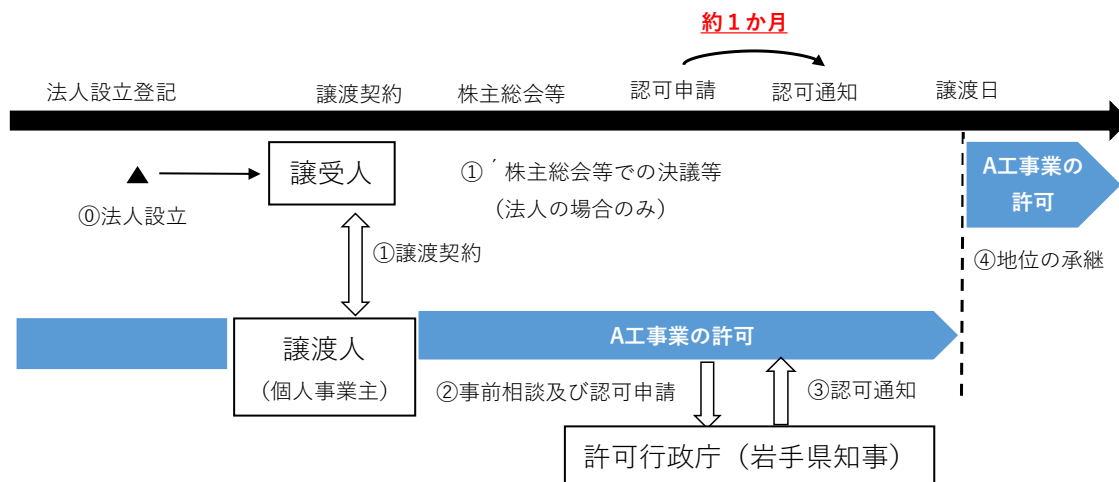 約１か月
法人設立登記
譲渡契約
株主総会等
認可申請
認可通知
譲渡日
譲受人
①´株主総会等での決議等
（法人の場合のみ）
A工事業の
許可
⓪法人設立
①譲渡契約
④地位の承継
譲渡人
（個人事業主）
A工事業の許可
②事前相談及び認可申請
③認可通知
許可行政庁（岩手県知事）